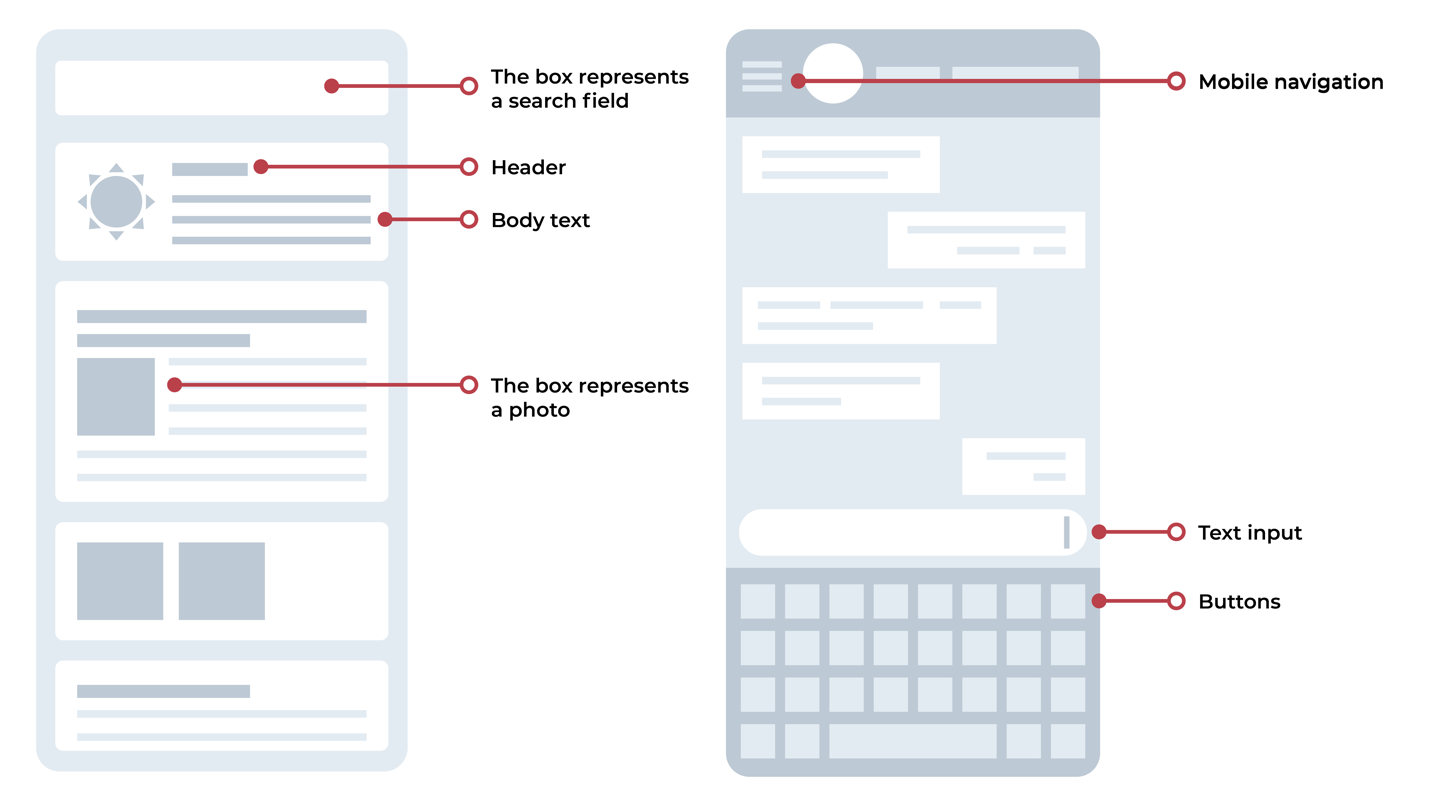 The box represents
a search field
Header
Body text
The box represents
a photo
Mobile navigation
Text input
Buttons